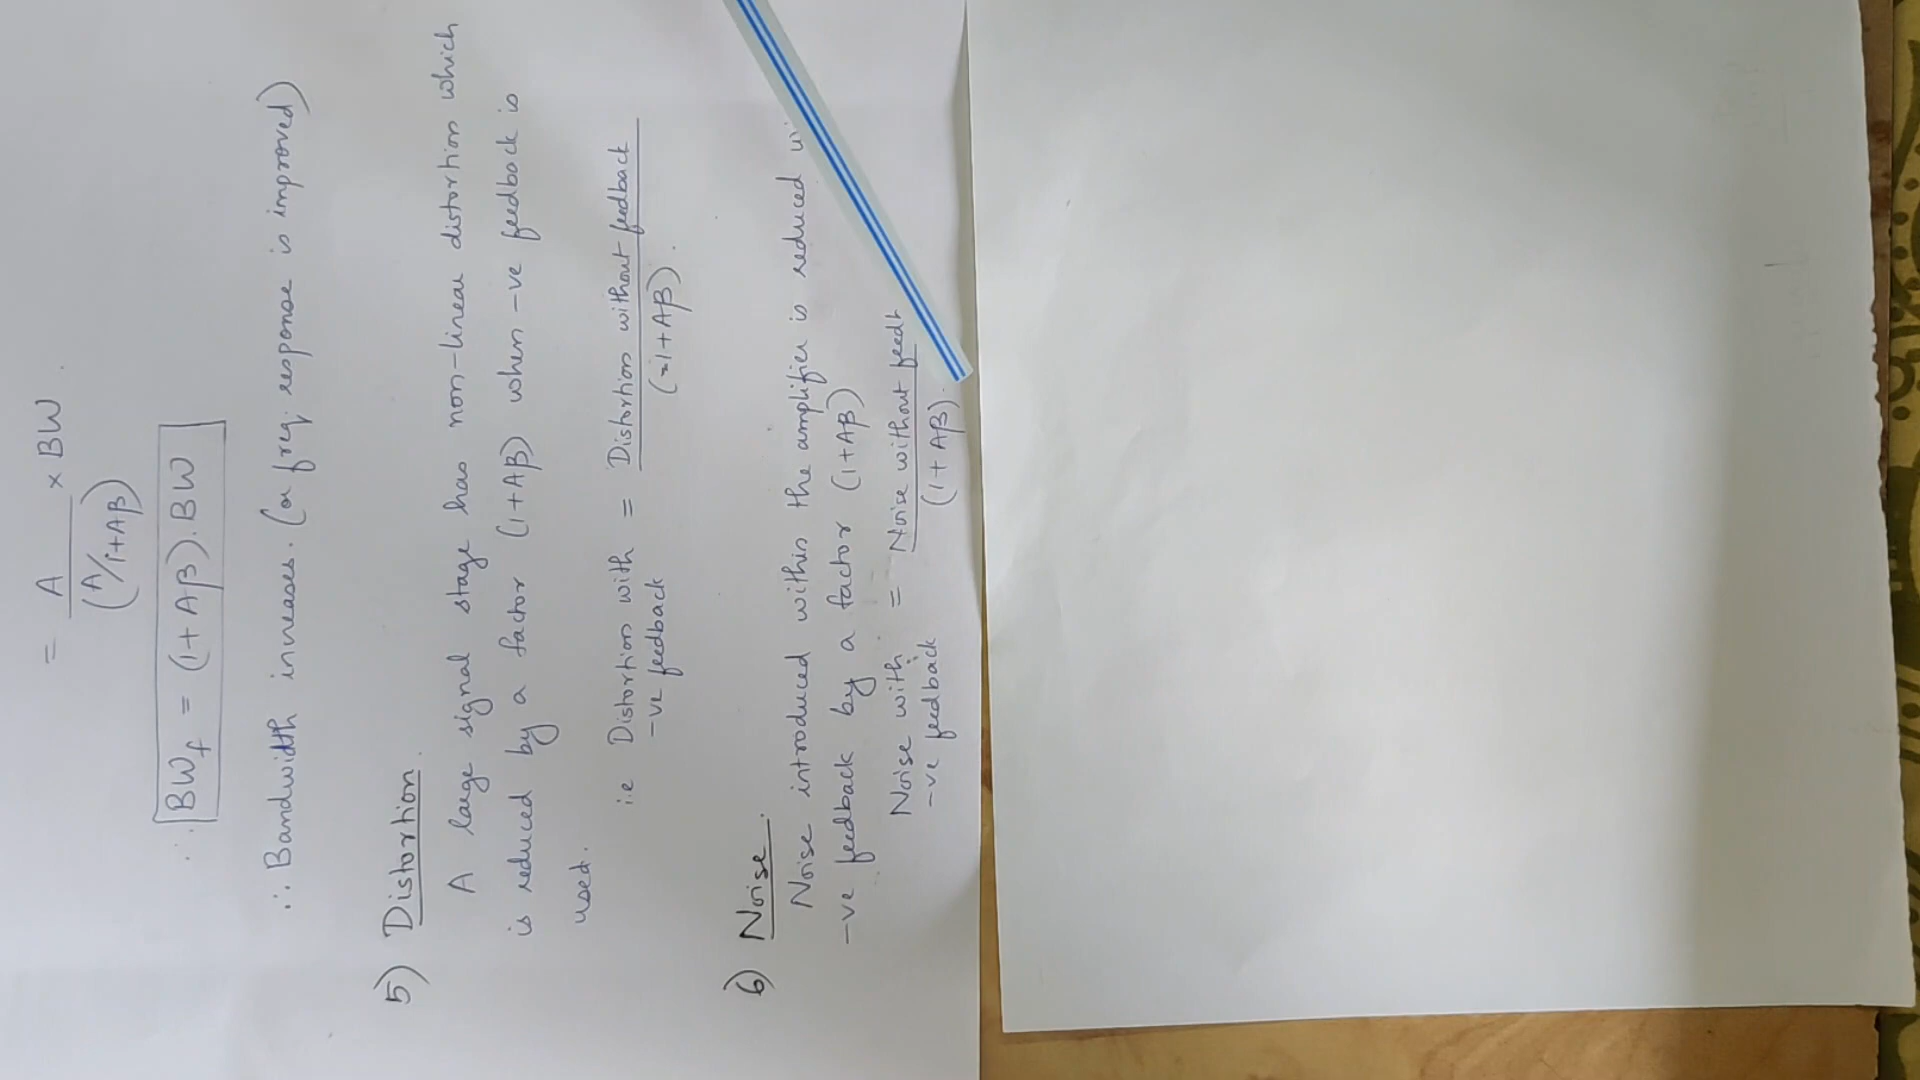 = A / (A/1+Aβ) × BW
∴ BWf = (1+Aβ).BW
∴ Bandwidth increases. (or freq. response is improved)
5) Distortion.
A large signal stage has non-linear distortion which
is reduced by a factor (1+Aβ) when -ve feedback is
used.
i.e Distortion with -ve feedback = Distortion without feedback / (1+Aβ).
6) Noise.
Noise introduced within the amplifier is reduced
-ve feedback by a factor (1+Aβ)
Noise with -ve feedback = Noise without / (1+Aβ).